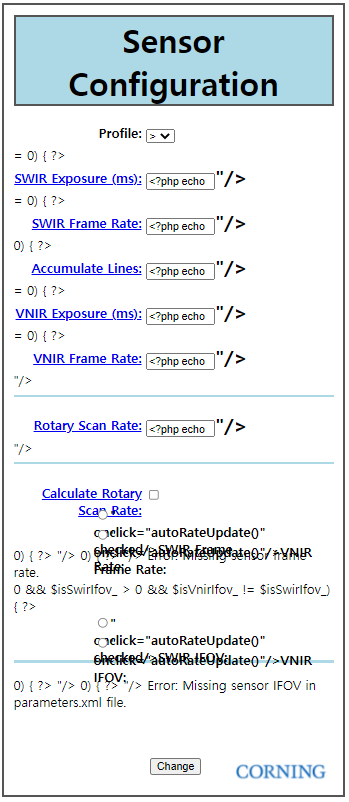 Sensor
Configuration
Profile: >
= 0) { ?>
SWIR Exposure (ms): <?php echo "/>
= 0) { ?>
SWIR Frame Rate: <?php echo "/>
0) { ?>
Accumulate Lines: <?php echo "/>
= 0) { ?>
VNIR Exposure (ms): <?php echo "/>
= 0) { ?>
VNIR Frame Rate: <?php echo "/>
"/>
Rotary Scan Rate: <?php echo "/>
"/>
Calculate Rotary
Scan Rate:
"
onclick="autoRateUpdate()"
checked/>SWIR Frame
Rate:
onclick="autoRateUpdate()"/>VNIR
Frame Rate:
0) { ?> "/> 0) { ?> "/> Error: Missing sensor frame
rate.
0 && $isSwirIfov_ > 0 && $isVnirIfov_ != $isSwirIfov_)
{ ?>
"
onclick="autoRateUpdate()"
checked/>SWIR IFOV:
onclick="autoRateUpdate()"/>VNIR
IFOV:
0) { ?> "/> 0) { ?> "/> Error: Missing sensor IFOV in
parameters.xml file.
Change
CORNING